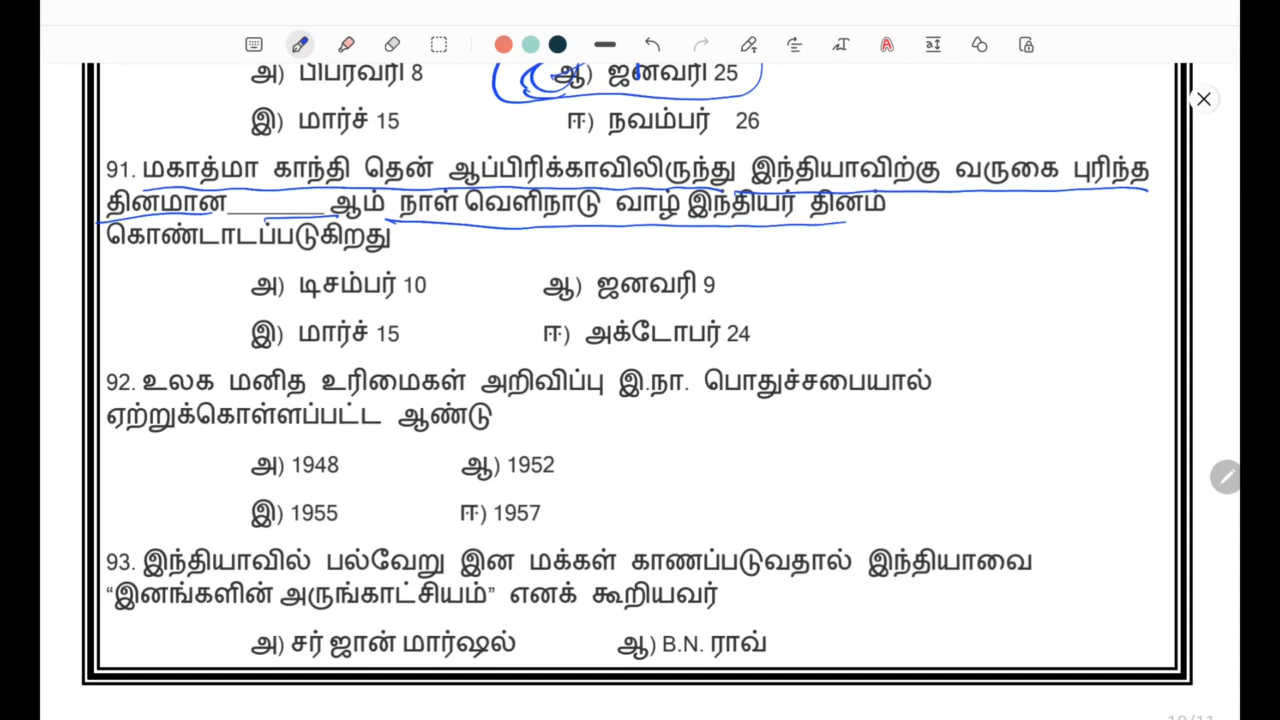 அ) பிப்ரவரி 8 ஆ) ஜனவரி 25
இ) மார்ச் 15 ஈ) நவம்பர் 26
91. மகாத்மா காந்தி தென் ஆப்பிரிக்காவிலிருந்து இந்தியாவிற்கு வருகை புரிந்த
தினமான________ ஆம் நாள் வெளிநாடு வாழ் இந்தியர் தினம்
கொண்டாடப்படுகிறது
அ) டிசம்பர் 10 ஆ) ஜனவரி 9
இ) மார்ச் 15 ஈ) அக்டோபர் 24
92. உலக மனித உரிமைகள் அறிவிப்பு இ.நா. பொதுச்சபையால்
ஏற்றுக்கொள்ளப்பட்ட ஆண்டு
அ) 1948 ஆ) 1952
இ) 1955 ஈ) 1957
93. இந்தியாவில் பல்வேறு இன மக்கள் காணப்படுவதால் இந்தியாவை
“இனங்களின் அருங்காட்சியம்” எனக் கூறியவர்
அ) சர் ஜான் மார்ஷல் ஆ) B.N. ராவ்